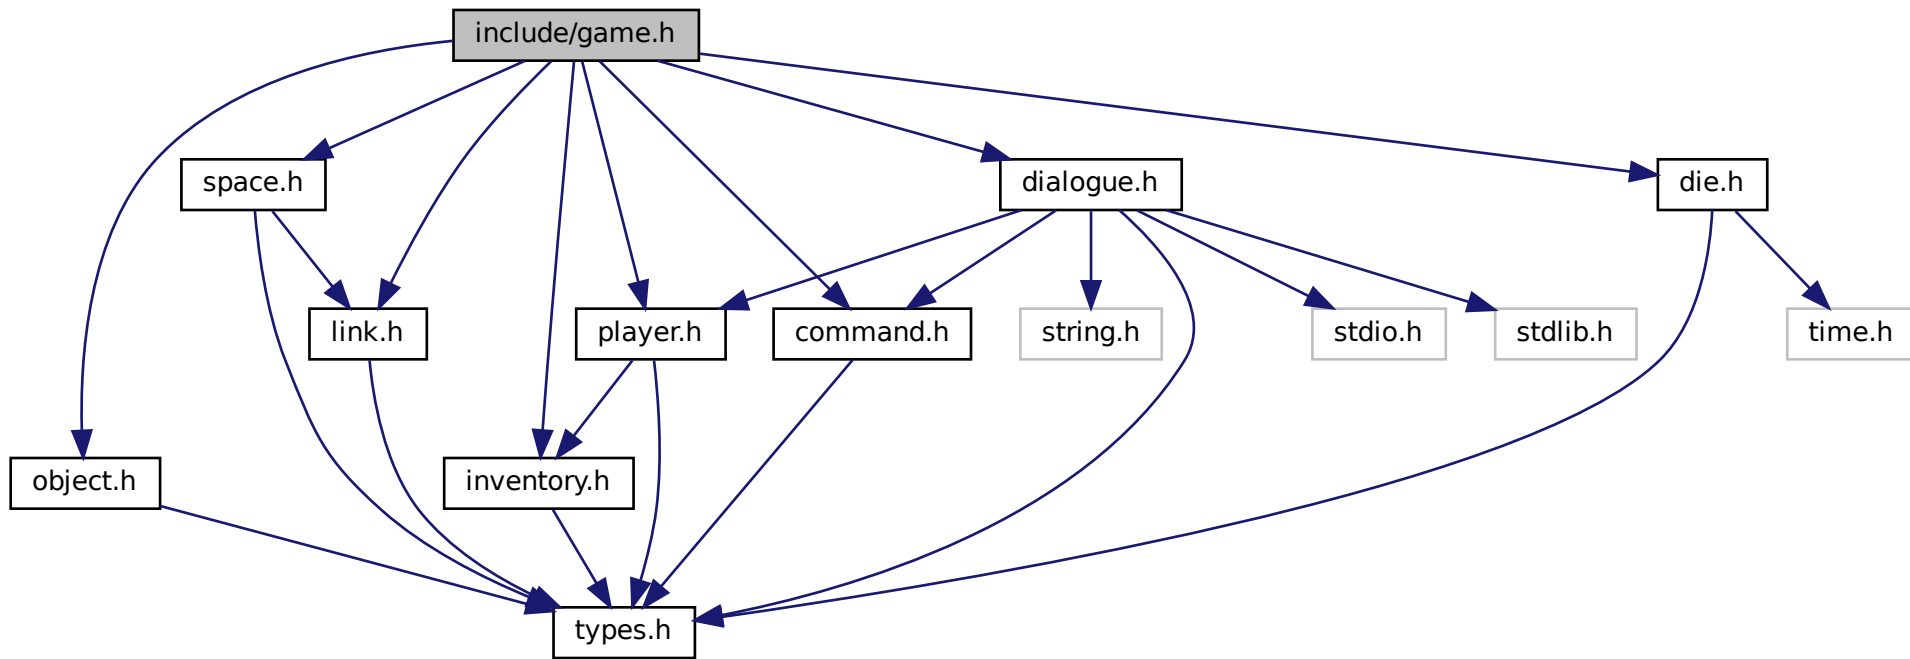 include/game.h
space.h
dialogue.h
die.h
link.h
player.h
command.h
string.h
stdio.h
stdlib.h
time.h
object.h
inventory.h
types.h